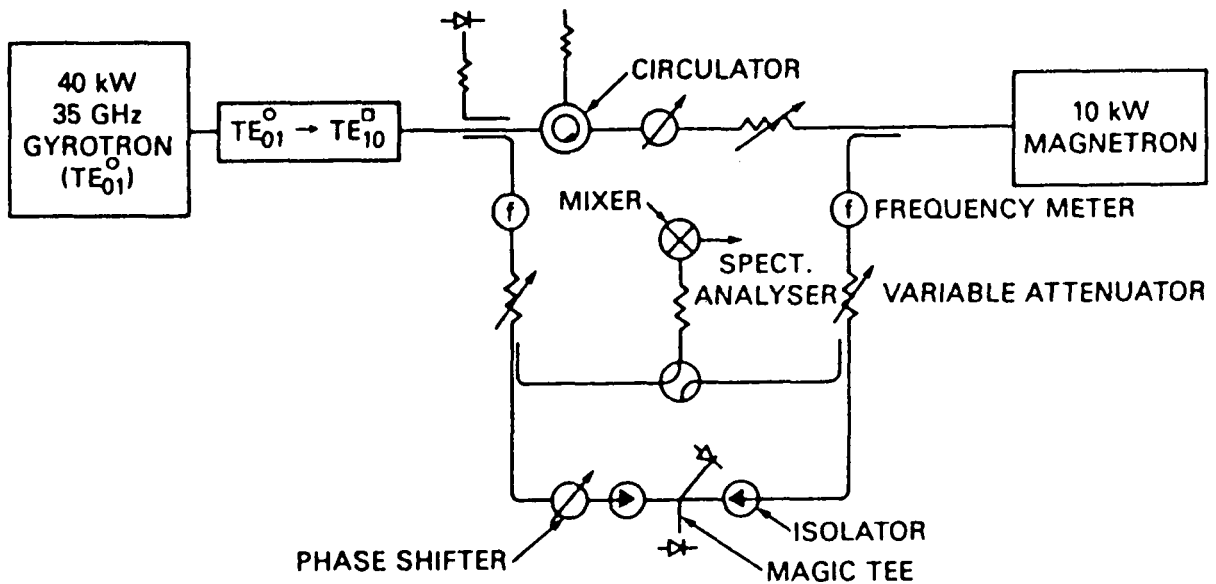 40 kW
35 GHz
GYROTRON
(TE₀₁○)
TE₀₁○ → TE₁₀□
CIRCULATOR
10 kW
MAGNETRON
MIXER
f
f
FREQUENCY METER
SPECT.
ANALYSER
VARIABLE ATTENUATOR
PHASE SHIFTER
ISOLATOR
MAGIC TEE